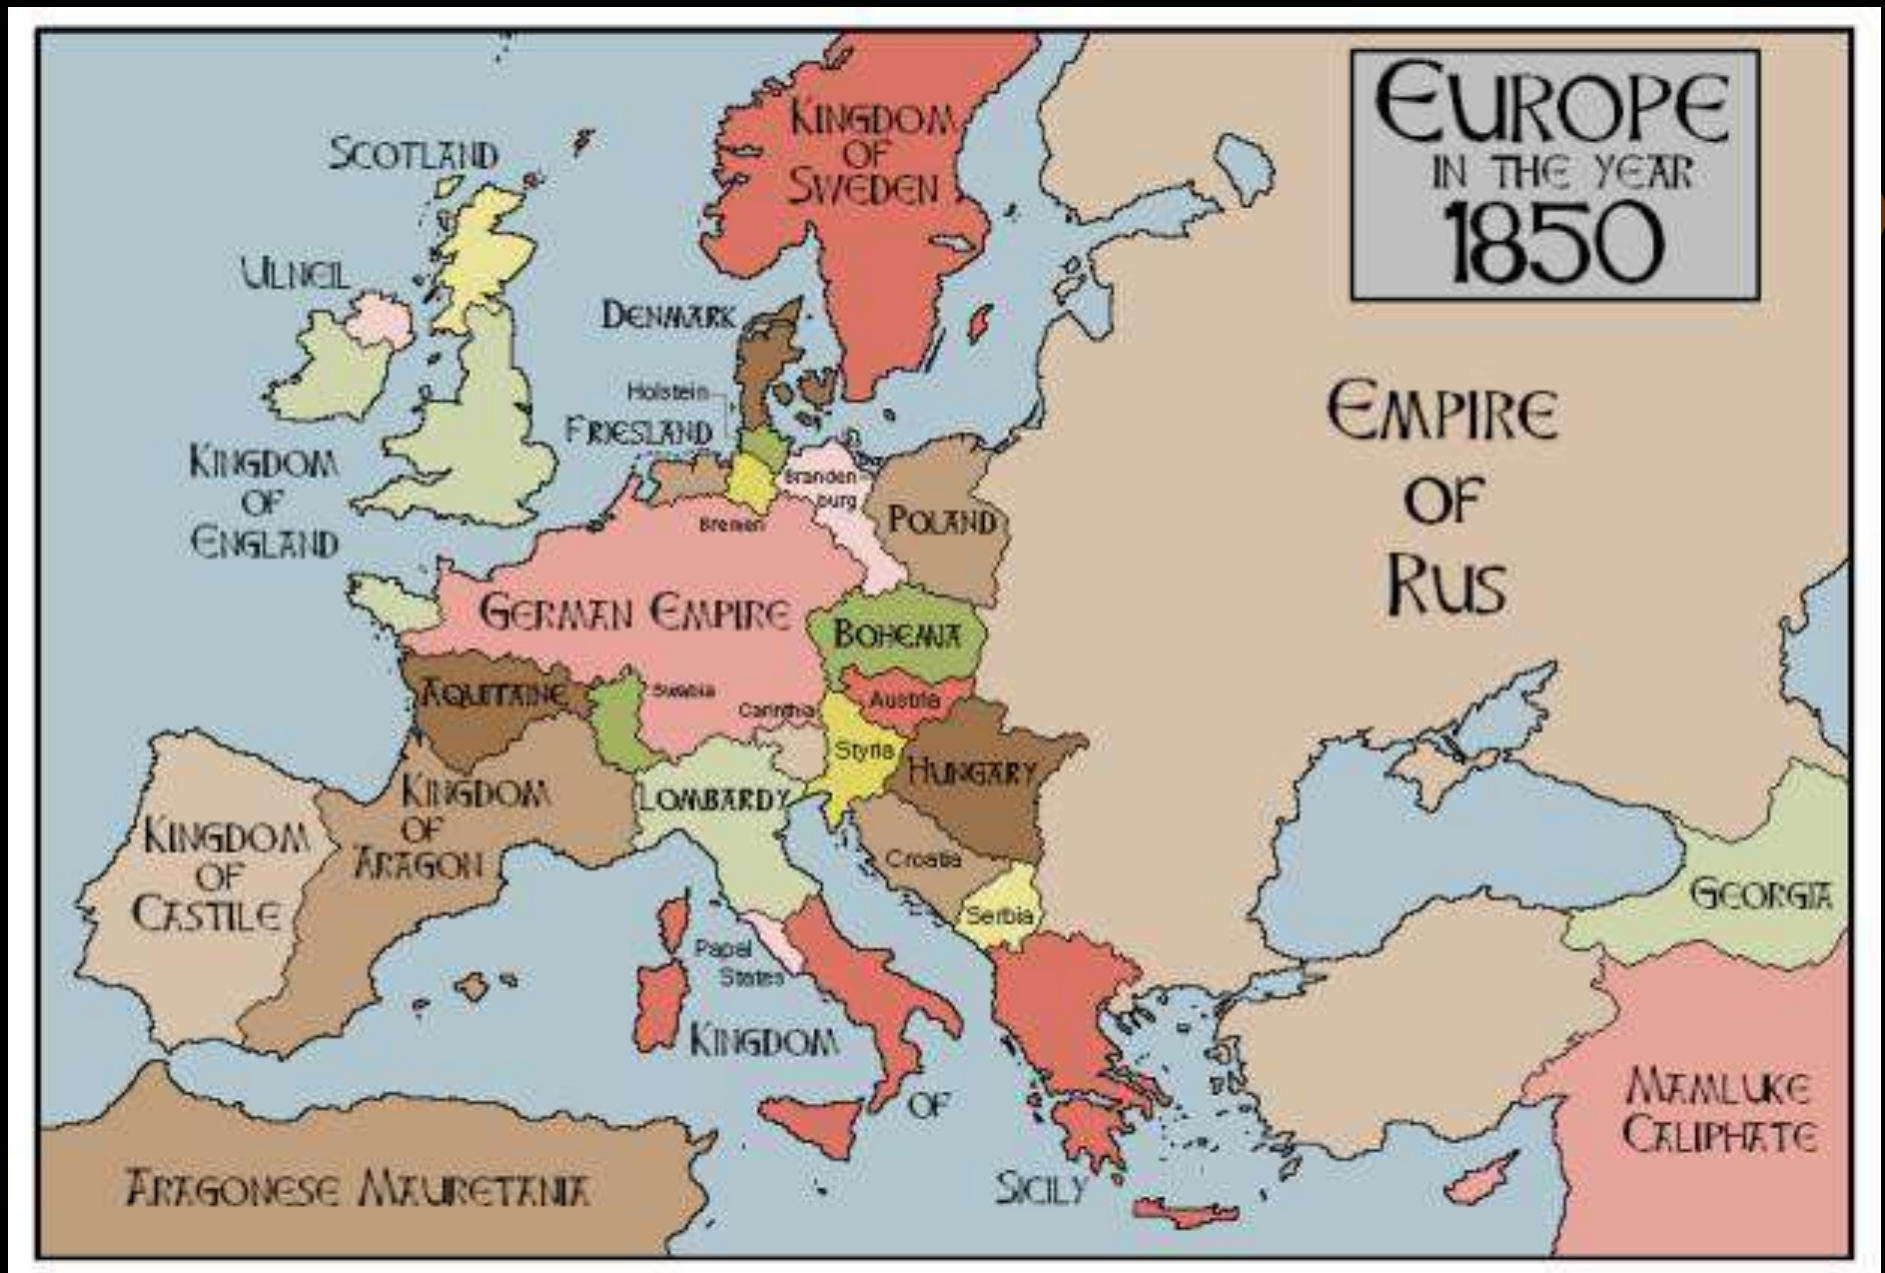 EUROPE
IN THE YEAR
1850
KINGDOM
OF
SWEDEN
SCOTLAND
ULNEIL
DENMARK
Holstein
FRIESLAND
KINGDOM
OF
ENGLAND
Branden-
burg
Bremen
POLAND
EMPIRE
OF
RUS
GERMAN EMPIRE
BOHEMIA
AQUITAINE
Swabia
Carinthia
Austria
Styria
HUNGARY
KINGDOM
OF
ARAGON
LOMBARDY
KINGDOM
OF
CASTILE
Croatia
Serbia
GEORGIA
Papal
States
KINGDOM
OF
SICILY
MAMLUKE
CALIPHATE
ARAGONESE MAURETANIA